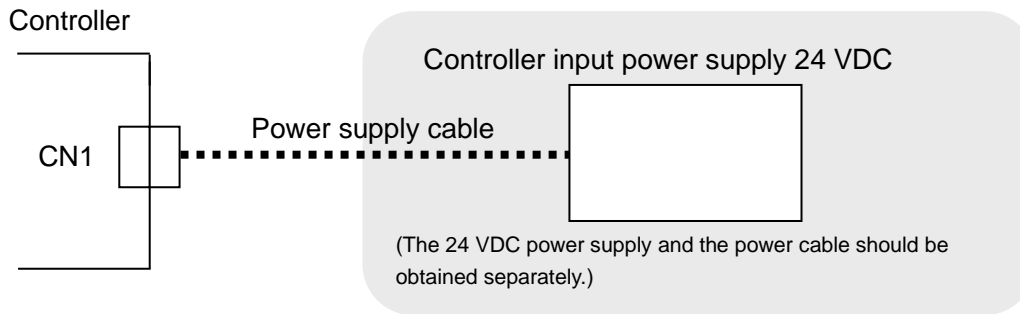 Controller
Controller input power supply 24 VDC
Power supply cable
CN1
(The 24 VDC power supply and the power cable should be
obtained separately.)